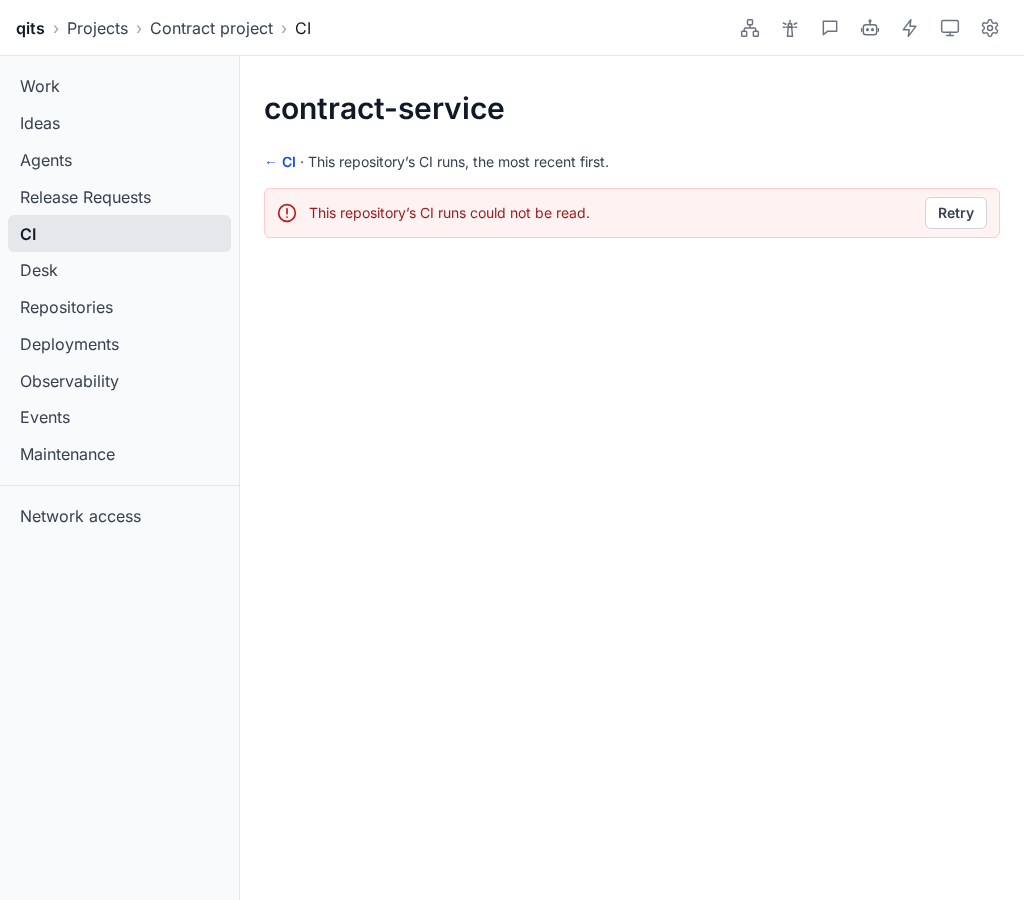 qits › Projects › Contract project › CI
Work
Ideas
Agents
Release Requests
CI
Desk
Repositories
Deployments
Observability
Events
Maintenance
Network access
contract-service
← CI · This repository’s CI runs, the most recent first.
This repository’s CI runs could not be read.
Retry